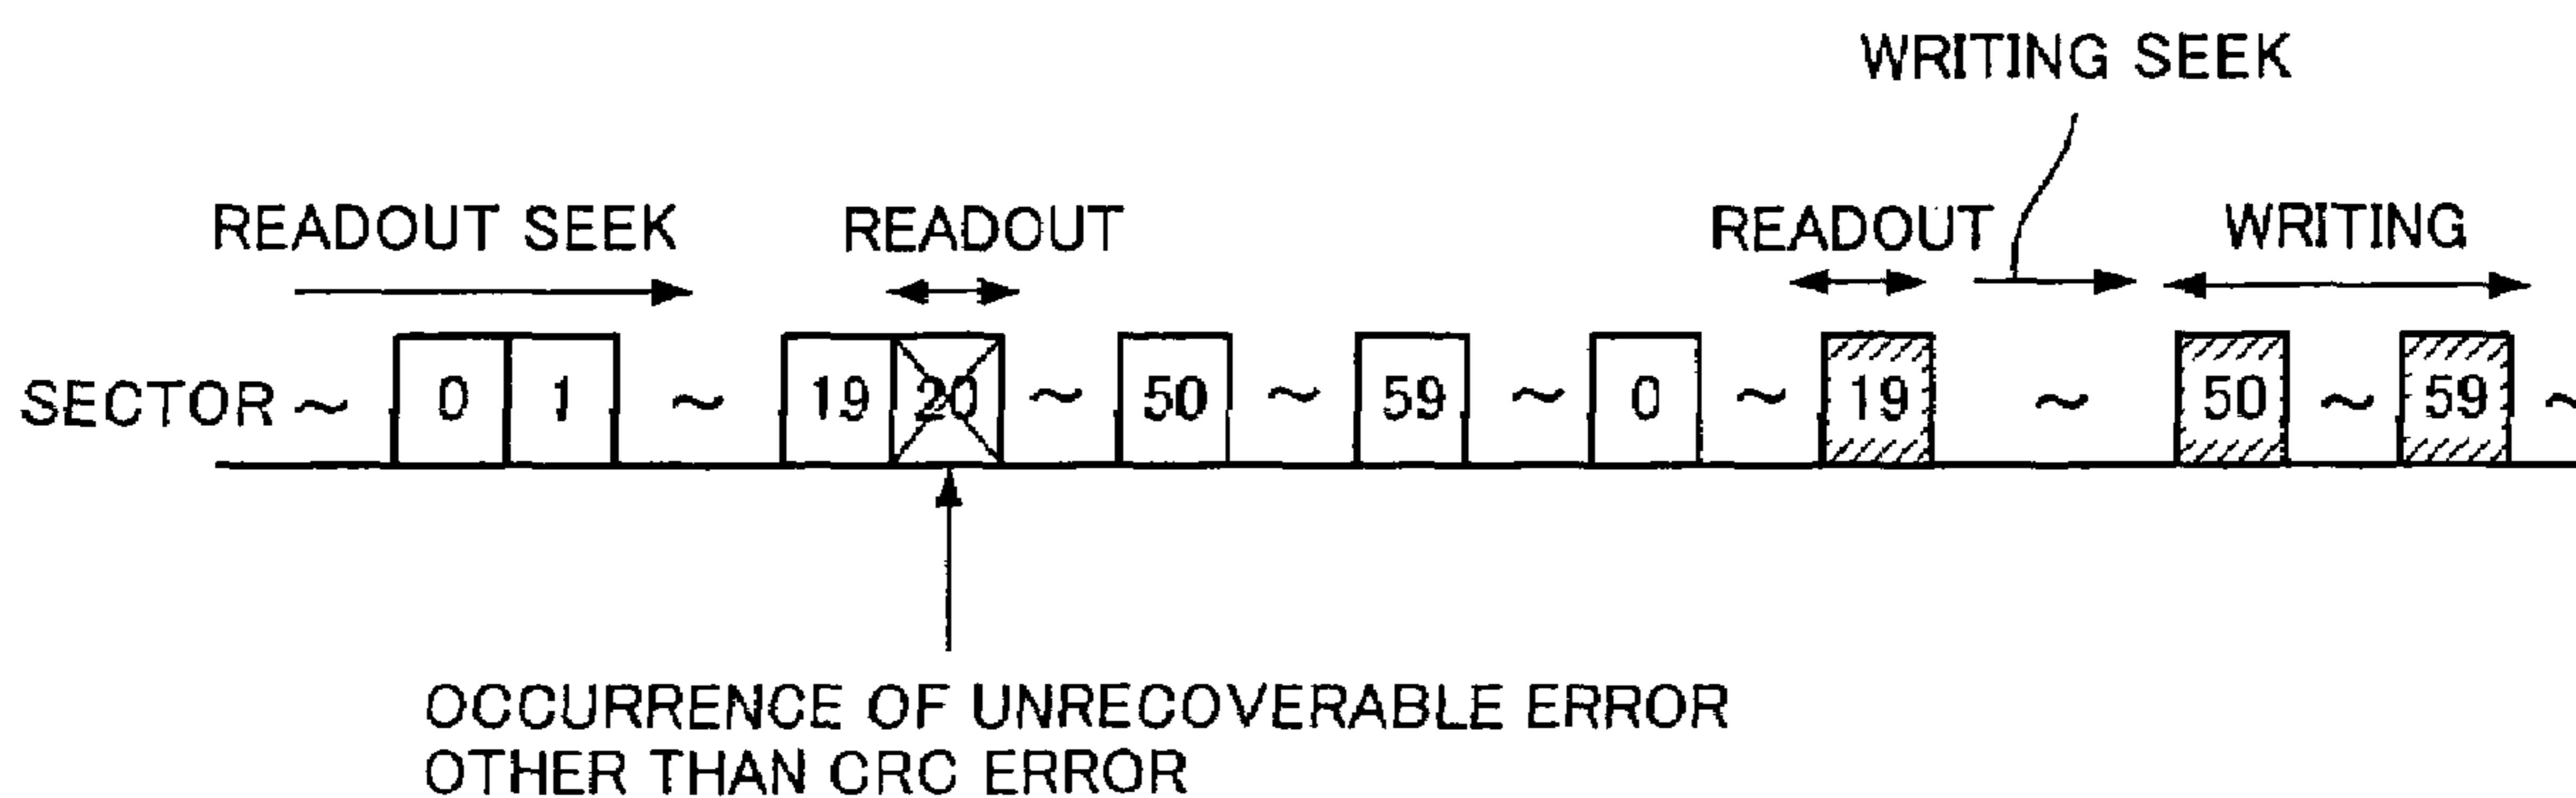 WRITING SEEK
READOUT SEEK READOUT READOUT WRITING
SECTOR ~ 0 1 ~ 19 20 ~ 50 ~ 59 ~ 0 ~ 19 ~ 50 ~ 59 ~
OCCURRENCE OF UNRECOVERABLE ERROR
OTHER THAN CRC ERROR